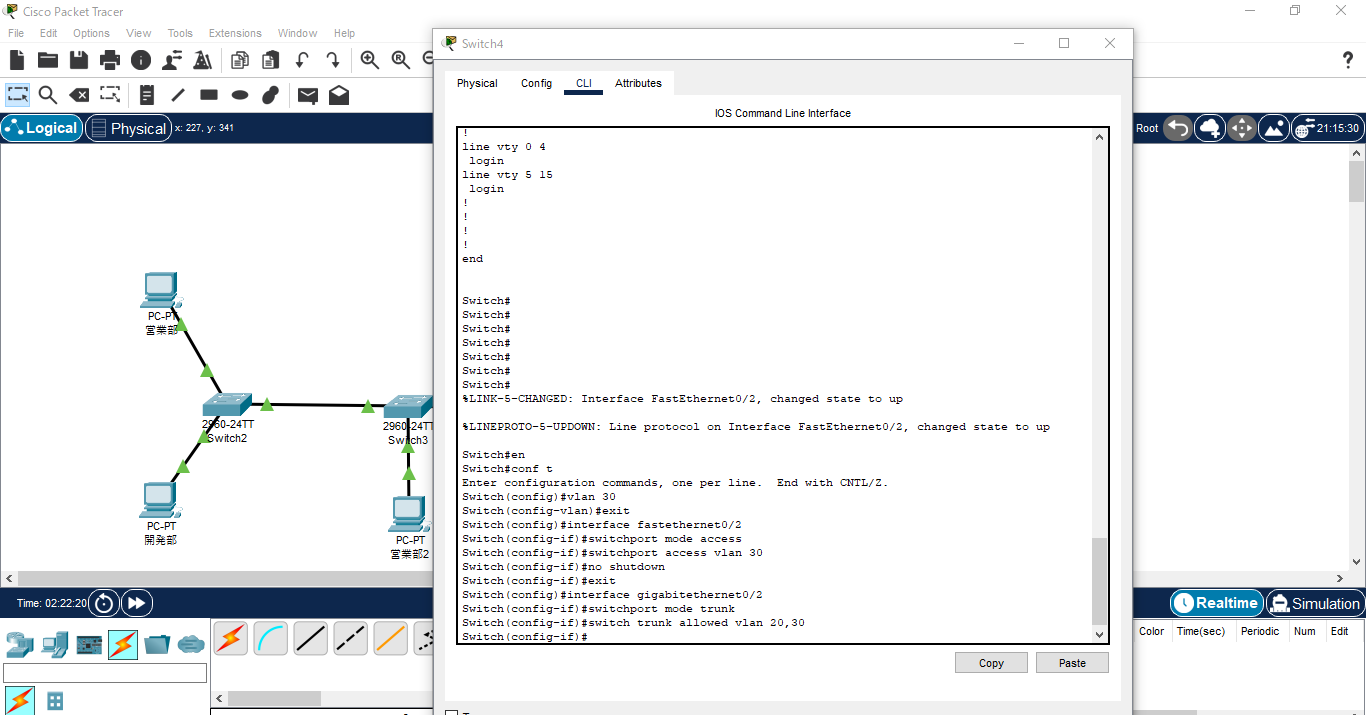 Cisco Packet Tracer
File Edit Options View Tools Extensions Window Help
Switch4
Physical Config CLI Attributes
IOS Command Line Interface
Logical
Physical
x: 227, y: 341
Root
21:15:30
!
line vty 0 4
login
line vty 5 15
login
!
!
!
!
end
Switch#
Switch#
Switch#
Switch#
Switch#
Switch#
Switch#
%LINK-5-CHANGED: Interface FastEthernet0/2, changed state to up
%LINEPROTO-5-UPDOWN: Line protocol on Interface FastEthernet0/2, changed state to up
Switch#en
Switch#conf t
Enter configuration commands, one per line. End with CNTL/Z.
Switch(config)#vlan 30
Switch(config-vlan)#exit
Switch(config)#interface fastethernet0/2
Switch(config-if)#switchport mode access
Switch(config-if)#switchport access vlan 30
Switch(config-if)#no shutdown
Switch(config-if)#exit
Switch(config)#interface gigabitethernet0/2
Switch(config-if)#switchport mode trunk
Switch(config-if)#switch trunk allowed vlan 20,30
Switch(config-if)#
Copy
Paste
PC-PT
営業部
2960-24TT
Switch2
2960-24TT
Switch3
PC-PT
開発部
PC-PT
営業部2
Time: 02:22:20
Realtime
Simulation
Color Time(sec) Periodic Num Edit